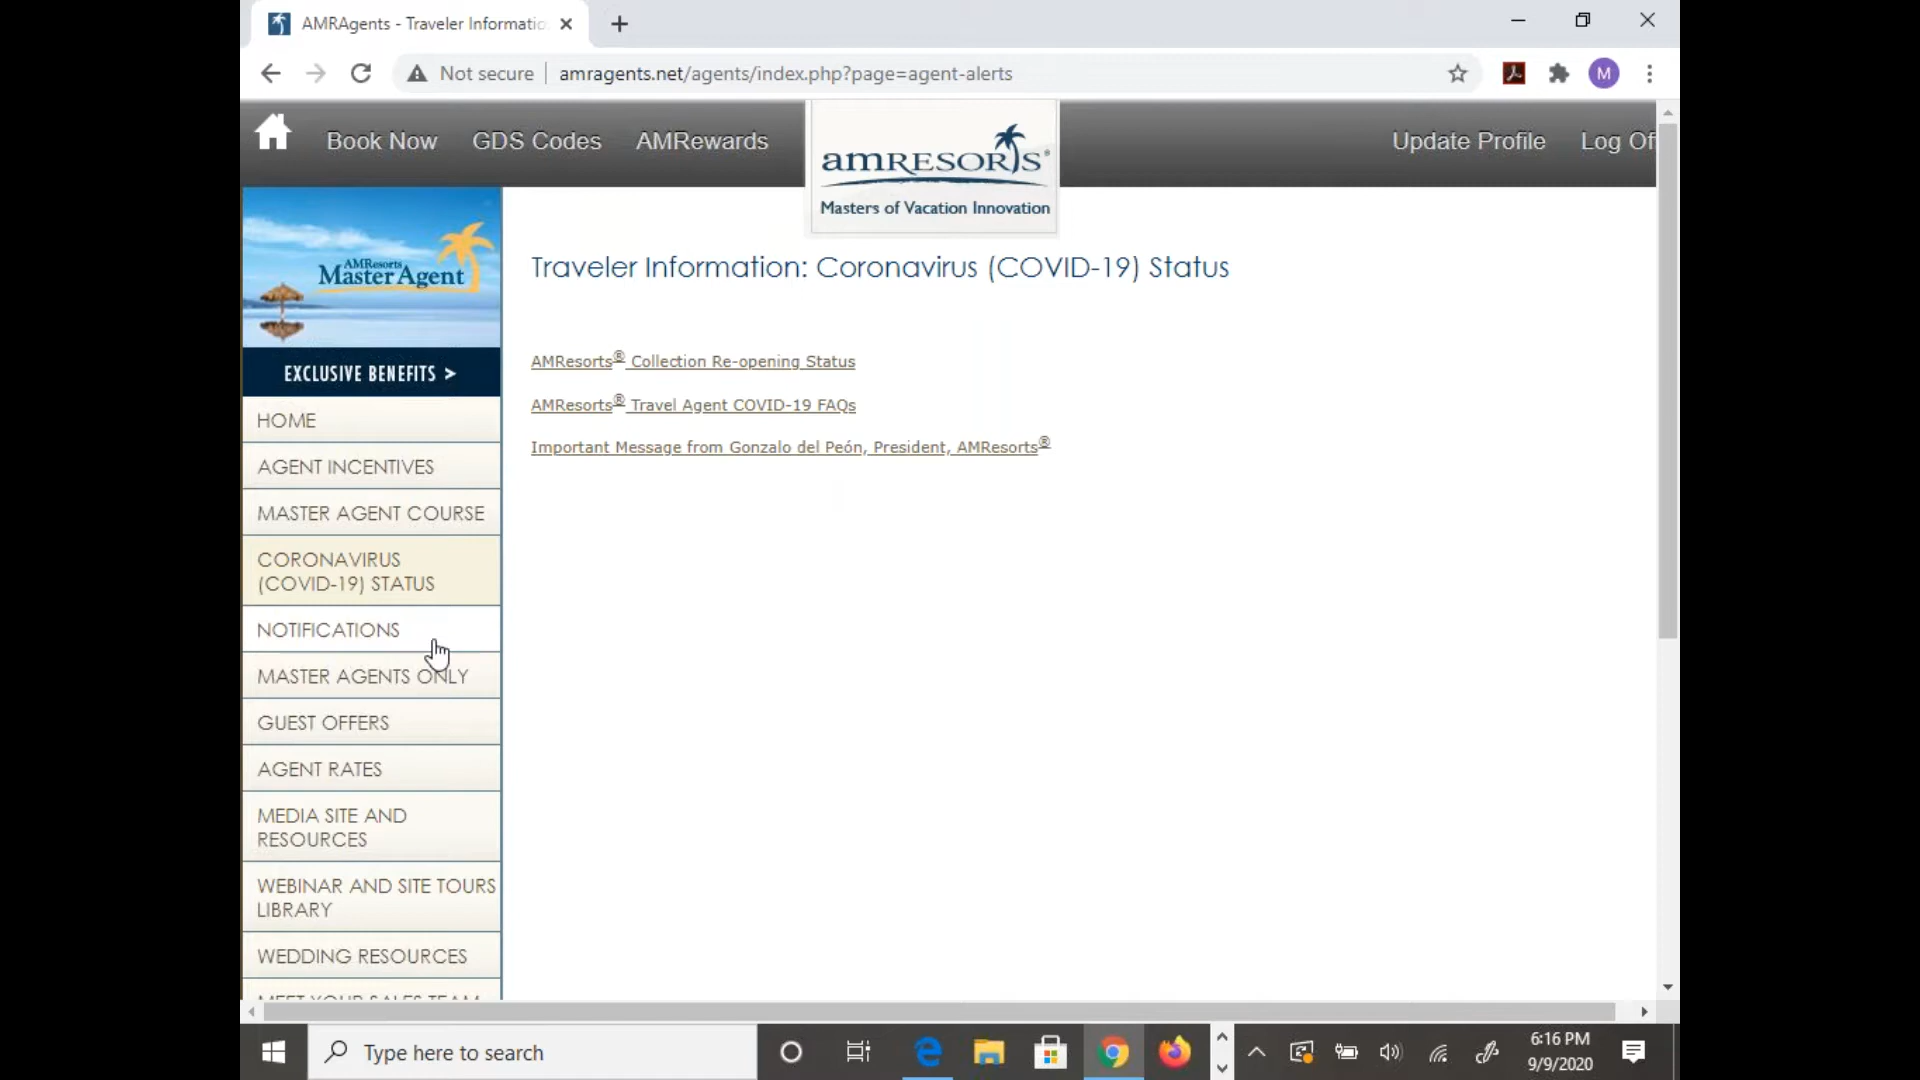 AMRAgents - Traveler Informatio
Not secure
amragents.net/agents/index.php?page=agent-alerts
M
Book Now
GDS Codes
AMRewards
amRESORTS®
Masters of Vacation Innovation
Update Profile
Log Of
AMResorts
Master Agent
EXCLUSIVE BENEFITS >
HOME
AGENT INCENTIVES
MASTER AGENT COURSE
CORONAVIRUS
(COVID-19) STATUS
NOTIFICATIONS
MASTER AGENTS ONLY
GUEST OFFERS
AGENT RATES
MEDIA SITE AND
RESOURCES
WEBINAR AND SITE TOURS
LIBRARY
WEDDING RESOURCES
MEET YOUR SALES TEAM
Traveler Information: Coronavirus (COVID-19) Status
AMResorts® Collection Re-opening Status
AMResorts® Travel Agent COVID-19 FAQs
Important Message from Gonzalo del Peón, President, AMResorts®
Type here to search
6:16 PM
9/9/2020